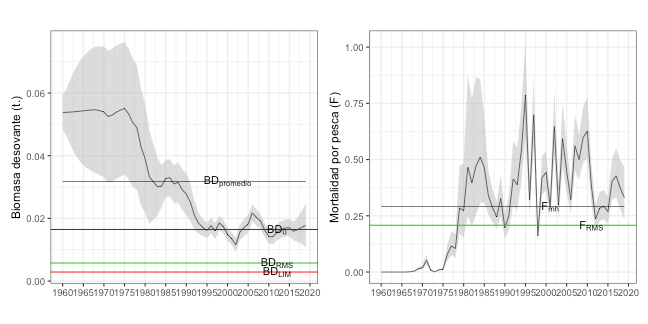 Biomasa desovante (t.)
0.06
0.04
0.02
0.00
BDpromedio
BD0
BDRMS
BDLIM
1960 1965 1970 1975 1980 1985 1990 1995 2000 2005 2010 2015 2020
Mortalidad por pesca (F)
1.00
0.75
0.50
0.25
0.00
Fmh
FRMS
1960 1965 1970 1975 1980 1985 1990 1995 2000 2005 2010 2015 2020